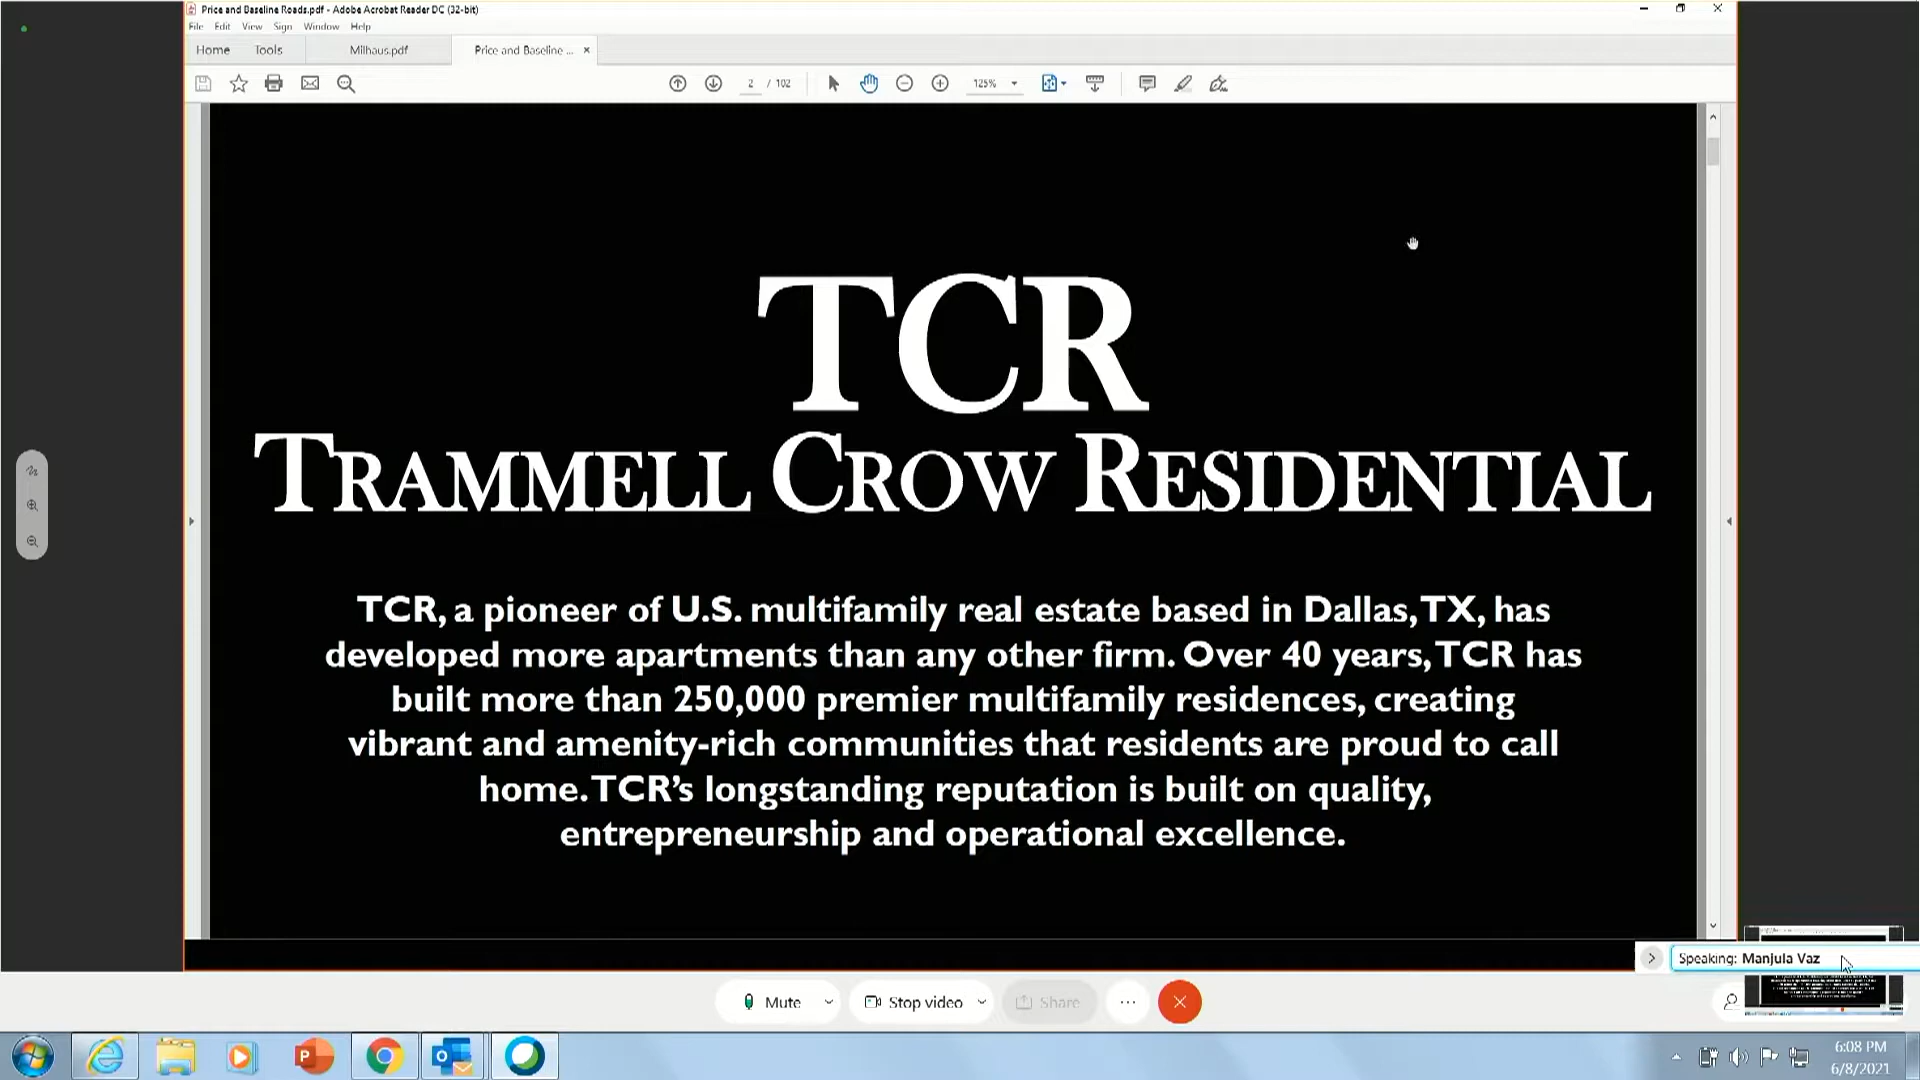 Price and Baseline Roads.pdf - Adobe Acrobat Reader DC (32-bit)
File Edit View Sign Window Help
Home Tools Milhaus.pdf Price and Baseline ... ×
2 / 102 125%
TCR
TRAMMELL CROW RESIDENTIAL
TCR, a pioneer of U.S. multifamily real estate based in Dallas, TX, has
developed more apartments than any other firm. Over 40 years, TCR has
built more than 250,000 premier multifamily residences, creating
vibrant and amenity-rich communities that residents are proud to call
home. TCR’s longstanding reputation is built on quality,
entrepreneurship and operational excellence.
Speaking: Manjula Vaz
Mute Stop video Share
6:08 PM
6/8/2021